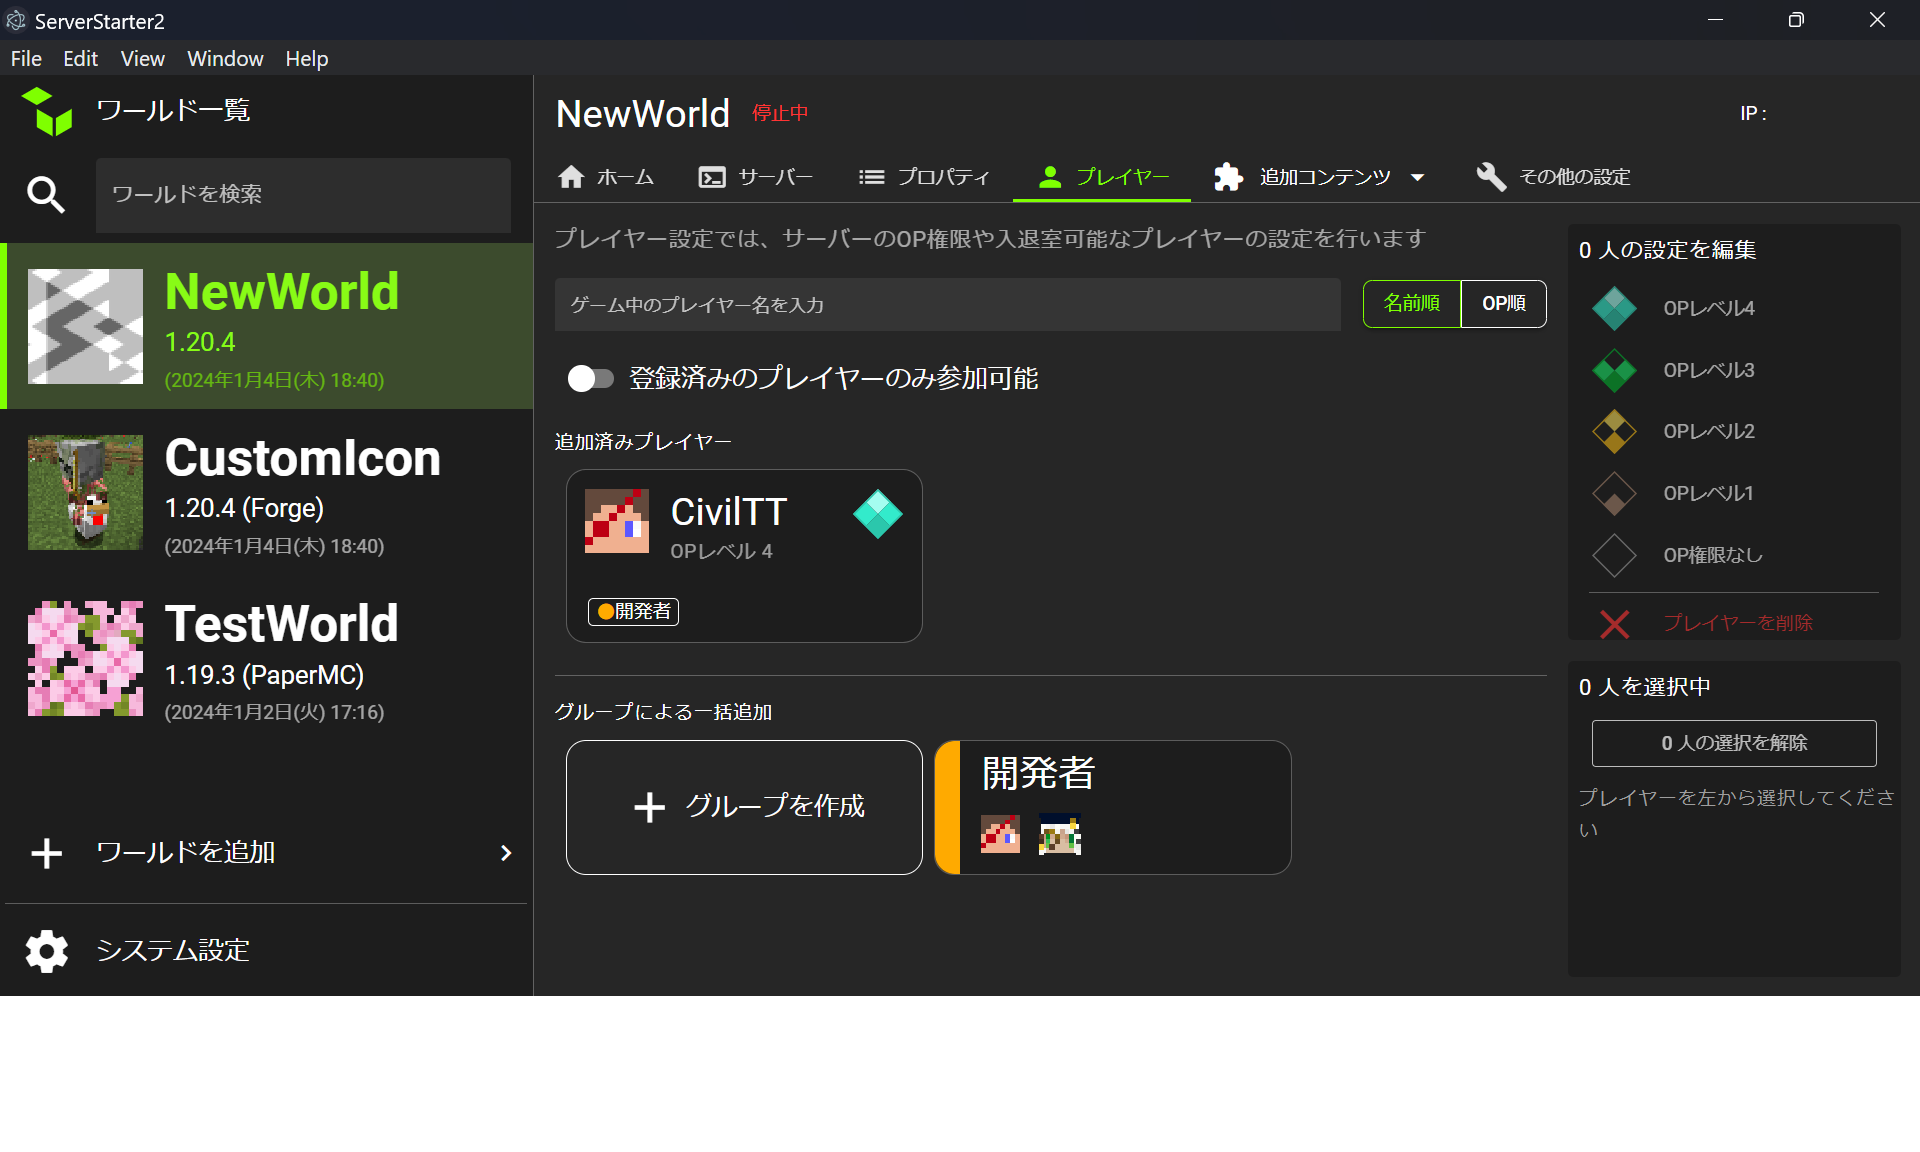 ServerStarter2
File Edit View Window Help
ワールド一覧
ワールドを検索
NewWorld
1.20.4
(2024年1月4日(木) 18:40)
CustomIcon
1.20.4 (Forge)
(2024年1月4日(木) 18:40)
TestWorld
1.19.3 (PaperMC)
(2024年1月2日(火) 17:16)
ワールドを追加
システム設定
NewWorld 停止中 IP :
ホーム サーバー プロパティ プレイヤー 追加コンテンツ その他の設定
プレイヤー設定では、サーバーのOP権限や入退室可能なプレイヤーの設定を行います
ゲーム中のプレイヤー名を入力 名前順 OP順
登録済みのプレイヤーのみ参加可能
追加済みプレイヤー
CivilTT
OPレベル 4
開発者
グループによる一括追加
グループを作成
開発者
0 人の設定を編集
OPレベル4
OPレベル3
OPレベル2
OPレベル1
OP権限なし
プレイヤーを削除
0 人を選択中
0 人の選択を解除
プレイヤーを左から選択してくださ
い